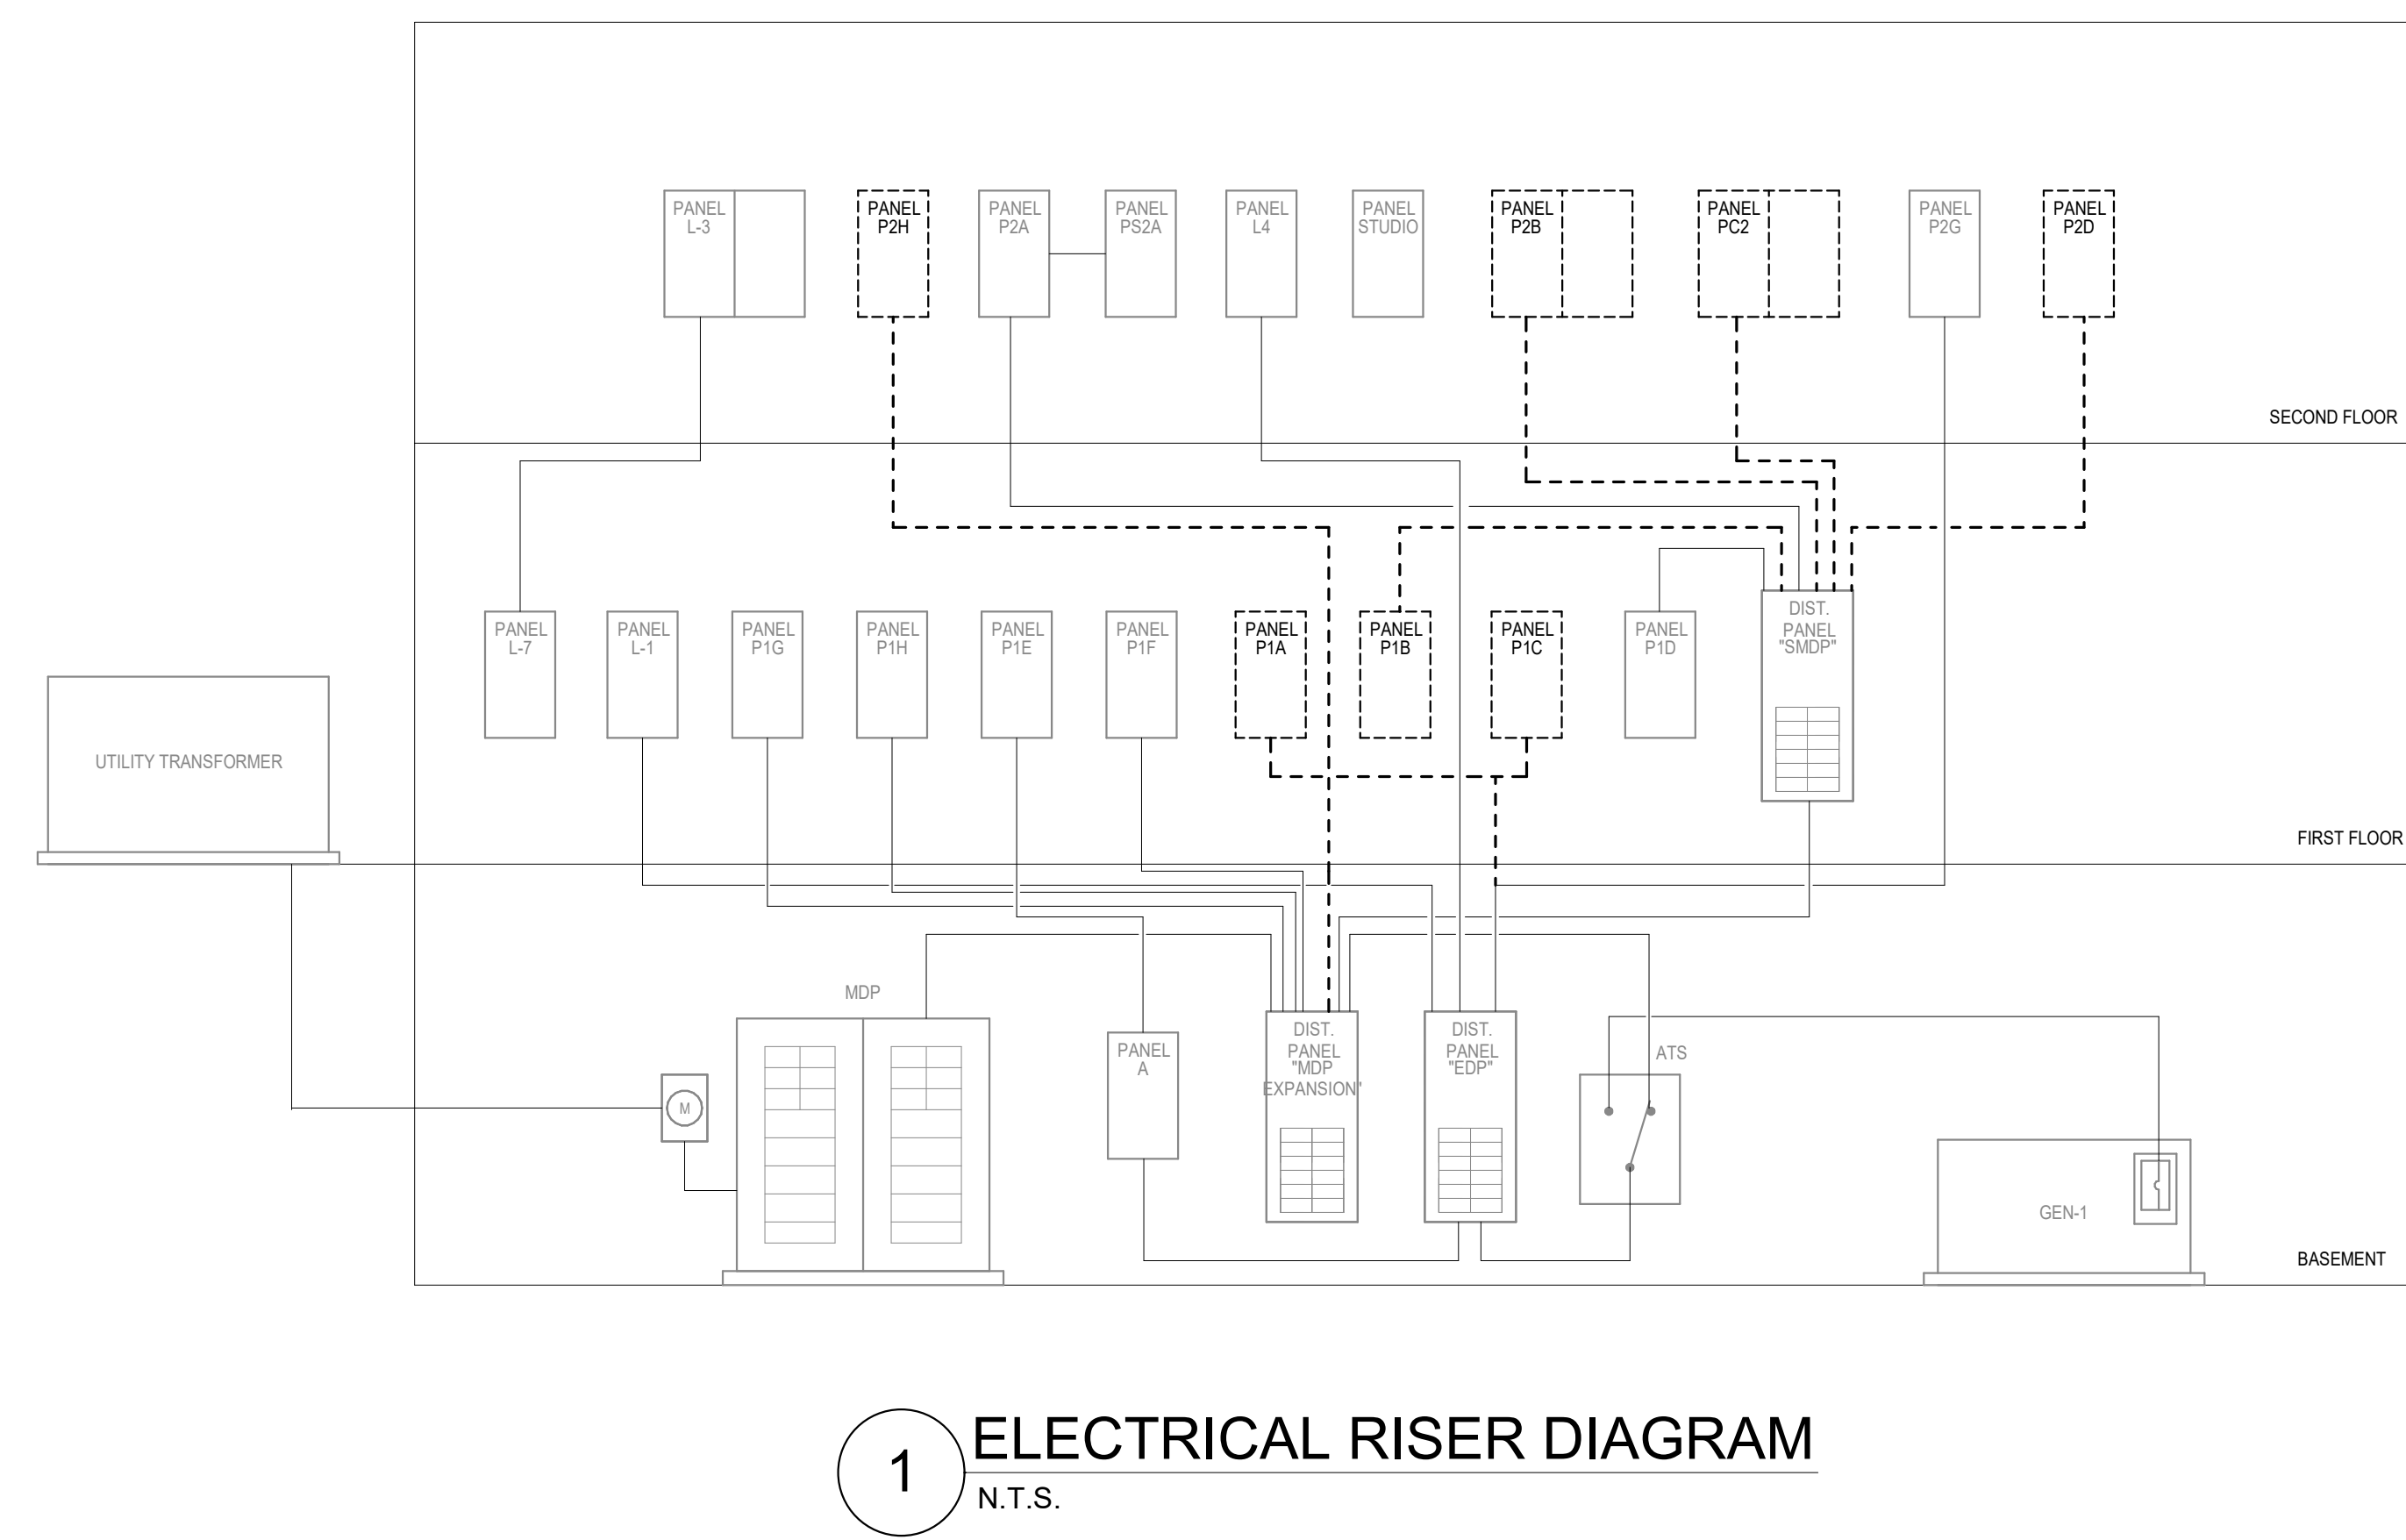 PANEL
L-3
PANEL
P2H
PANEL
P2A
PANEL
PS2A
PANEL
L4
PANEL
STUDIO
PANEL
P2B
PANEL
PC2
PANEL
P2G
PANEL
P2D
SECOND FLOOR
PANEL
L-7
PANEL
L-1
PANEL
P1G
PANEL
P1H
PANEL
P1E
PANEL
P1F
PANEL
P1A
PANEL
P1B
PANEL
P1C
PANEL
P1D
DIST.
PANEL
"SMDP"
UTILITY TRANSFORMER
FIRST FLOOR
MDP
M
PANEL
A
DIST.
PANEL
"MDP
EXPANSION"
DIST.
PANEL
"EDP"
ATS
GEN-1
BASEMENT
1
ELECTRICAL RISER DIAGRAM
N.T.S.